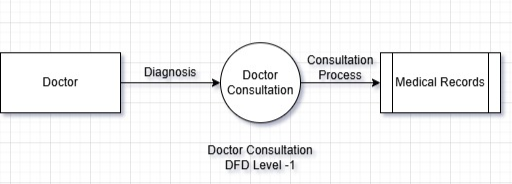 Doctor
Diagnosis
Doctor
Consultation
Consultation
Process
Medical Records
Doctor Consultation
DFD Level -1